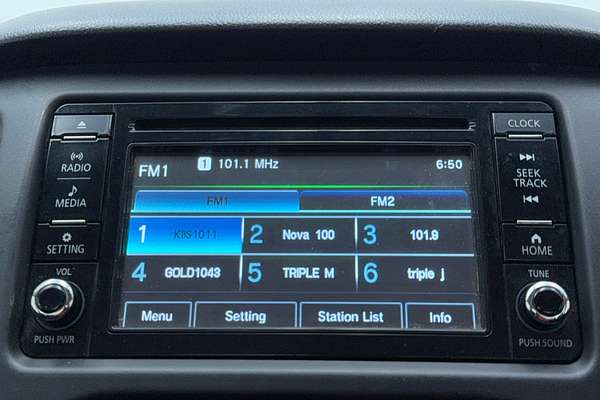 CLOCK
RADIO
MEDIA
SETTING
VOL
PUSH PWR
FM1 1 101.1 MHz 6:50
FM1 FM2
1 KIIS1011 2 Nova 100 3 101.9
4 GOLD1043 5 TRIPLE M 6 triple j
Menu Setting Station List Info
SEEK
TRACK
HOME
TUNE
PUSH SOUND